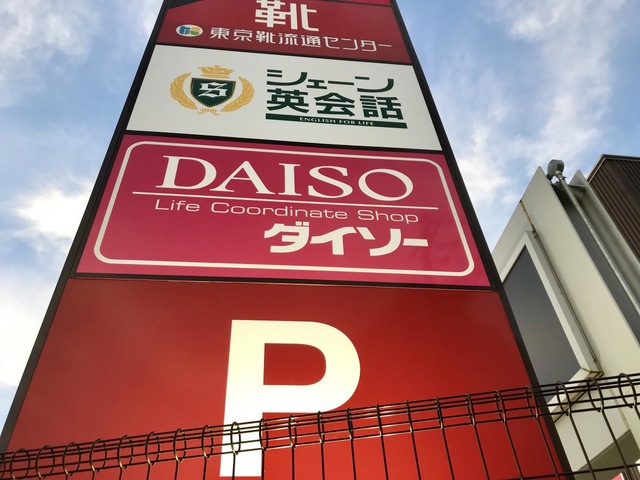 靴
東京靴流通センター
シェーン
英会話
ENGLISH FOR LIFE
DAISO
Life Coordinate Shop
ダイソー
P